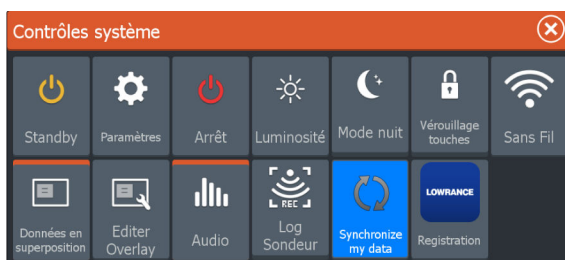 Contrôles système
Standby
Paramètres
Arrêt
Luminosité
Mode nuit
Vérouillage
touches
Sans Fil
Données en
superposition
Editer
Overlay
Audio
REC
Log
Sondeur
Synchronize
my data
LOWRANCE
Registration